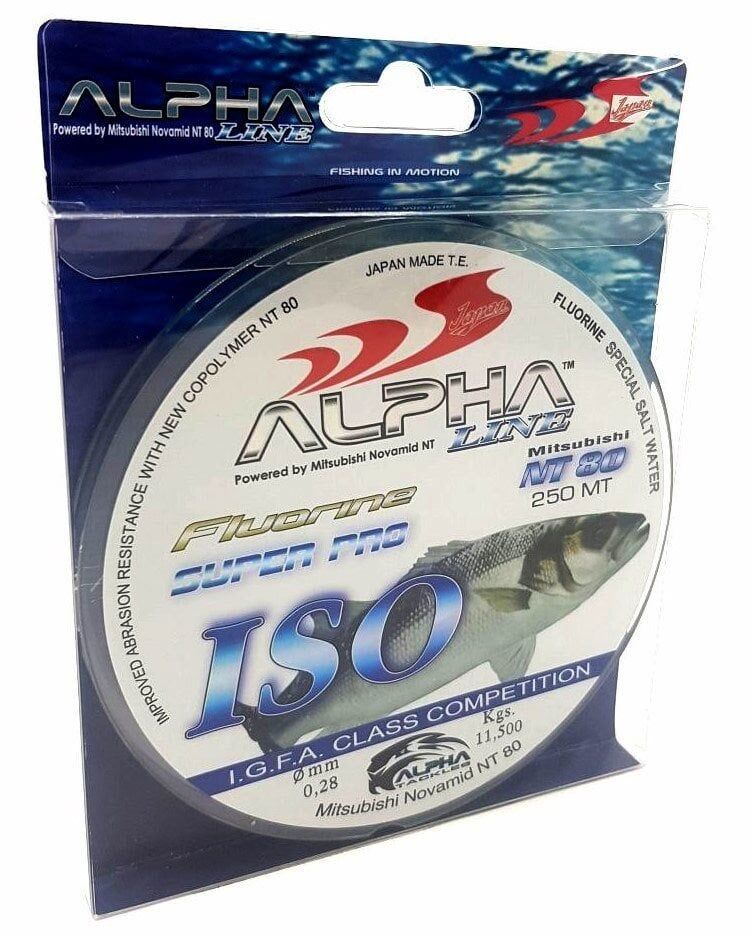 ALPHA
LINE
Powered by Mitsubishi Novamid NT 80
Japan
FISHING IN MOTION
JAPAN MADE T.E.
IMPROVED ABRASION RESISTANCE WITH NEW COPOLYMER NT 80
FLUORINE SPECIAL SALT WATER
Japan
ALPHA™
LINE
Powered by Mitsubishi Novamid NT
Mitsubishi
NT 80
250 MT
Fluorine
SUPER PRO
ISO
I.G.F.A. CLASS COMPETITION
Ø mm
0,28
Kgs.
11,500
ALPHA
TACKLES
Mitsubishi Novamid NT 80